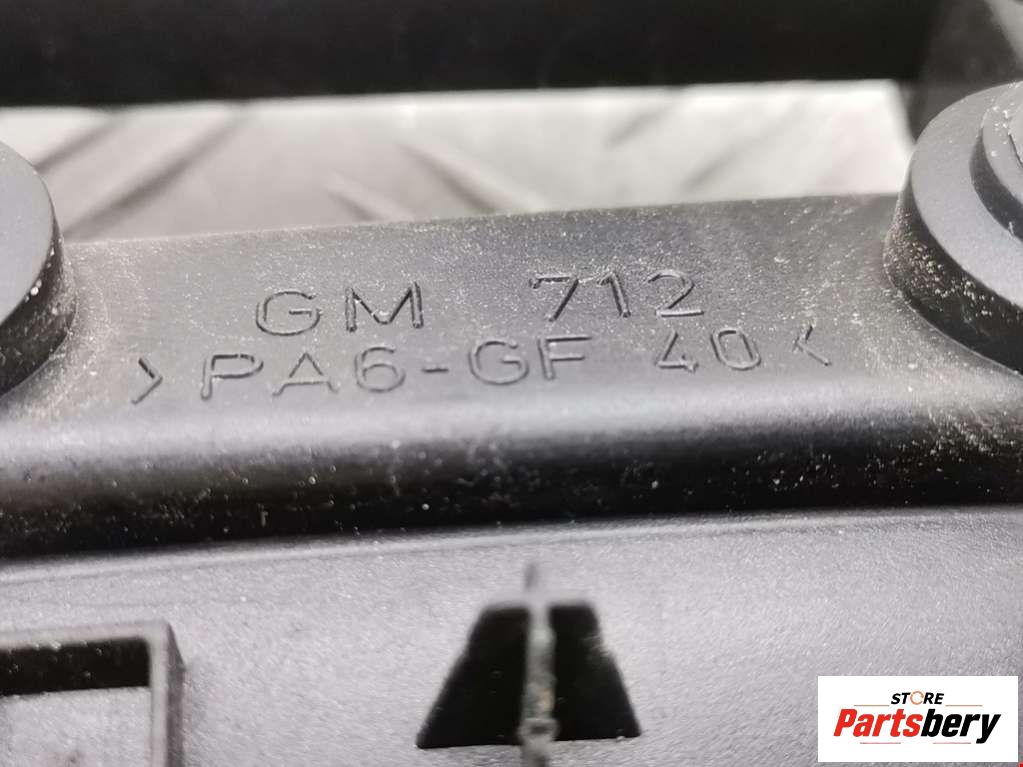 GM 712
>PA6-GF 40<
STORE
Partsbery